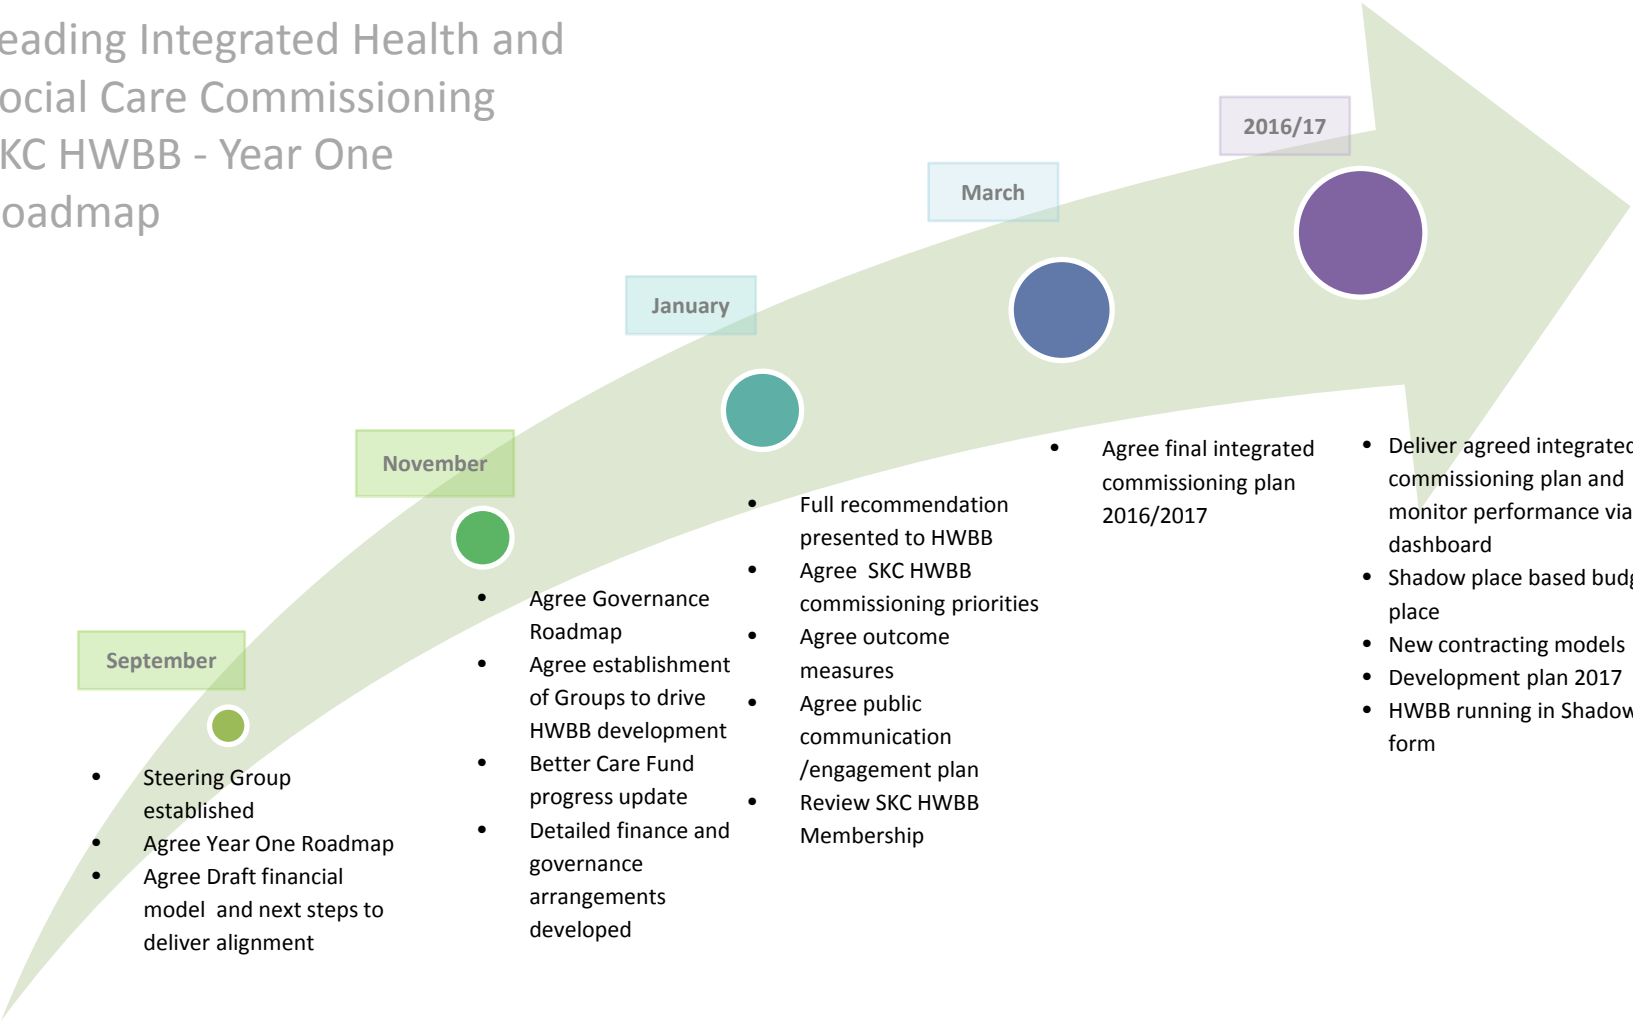 eading Integrated Health and
ocial Care Commissioning
KC HWBB - Year One
oadmap
September
• Steering Group
established
• Agree Year One Roadmap
• Agree Draft financial
model  and next steps to
deliver alignment
November
• Agree Governance
Roadmap
• Agree establishment
of Groups to drive
HWBB development
• Better Care Fund
progress update
• Detailed finance and
governance
arrangements
developed
January
• Full recommendation
presented to HWBB
• Agree  SKC HWBB
commissioning priorities
• Agree outcome
measures
• Agree public
communication
/engagement plan
• Review SKC HWBB
Membership
March
• Agree final integrated
commissioning plan
2016/2017
2016/17
• Deliver agreed integrated
commissioning plan and
monitor performance via
dashboard
• Shadow place based budg
place
• New contracting models
• Development plan 2017
• HWBB running in Shadow
form